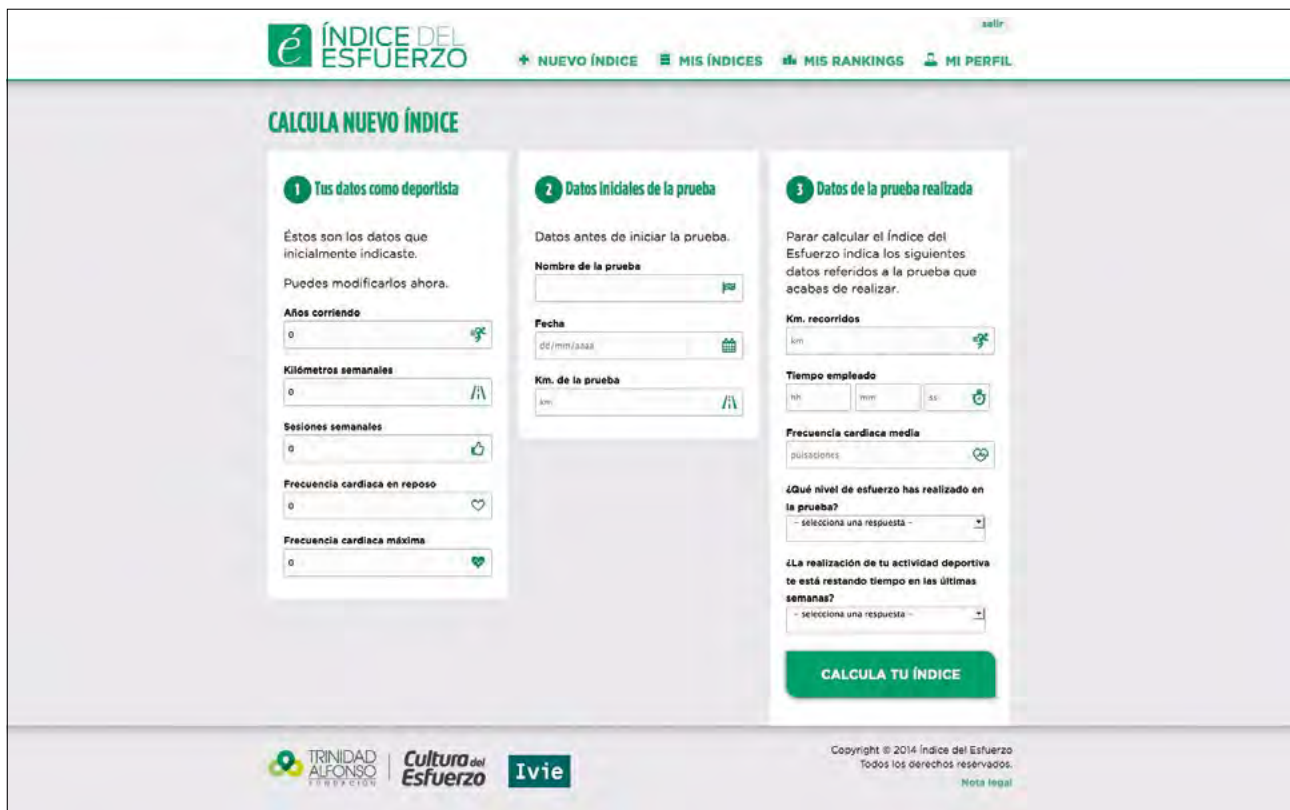 salir
é ÍNDICE DEL
ESFUERZO
NUEVO ÍNDICE MIS ÍNDICES MIS RANKINGS MI PERFIL
CALCULA NUEVO ÍNDICE
1 Tus datos como deportista
Éstos son los datos que
inicialmente indicaste.
Puedes modificarlos ahora.
Años corriendo
0
Kilómetros semanales
0
Sesiones semanales
0
Frecuencia cardiaca en reposo
0
Frecuencia cardiaca máxima
0
2 Datos iniciales de la prueba
Datos antes de iniciar la prueba.
Nombre de la prueba
Fecha
dd/mm/aaaa
Km. de la prueba
km
3 Datos de la prueba realizada
Parar calcular el Índice del
Esfuerzo indica los siguientes
datos referidos a la prueba que
acabas de realizar.
Km. recorridos
km
Tiempo empleado
hh mm ss
Frecuencia cardiaca media
pulsaciones
¿Qué nivel de esfuerzo has realizado en
la prueba?
- selecciona una respuesta -
¿La realización de tu actividad deportiva
te está restando tiempo en las últimas
semanas?
- selecciona una respuesta -
CALCULA TU ÍNDICE
TRINIDAD
ALFONSO
FUNDACIÓN
Cultura del
Esfuerzo
Ivie
Copyright © 2014 Índice del Esfuerzo
Todos los derechos reservados.
Nota legal